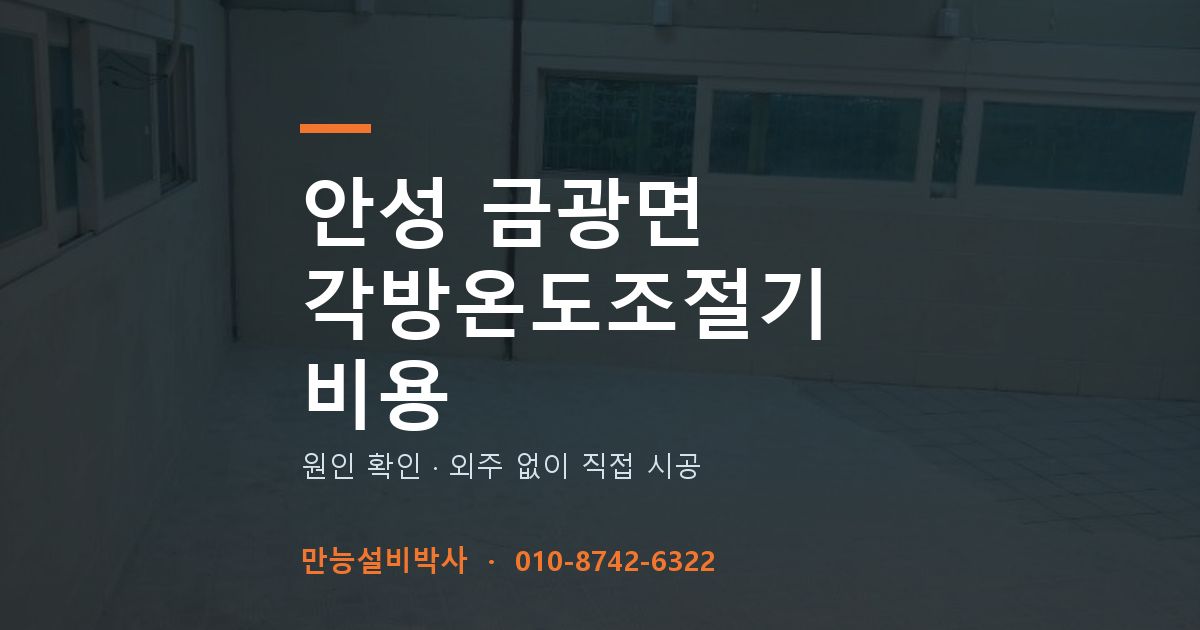 안성 금광면
각방온도조절기
비용
원인 확인 · 외주 없이 직접 시공
만능설비박사 · 010-8742-6322